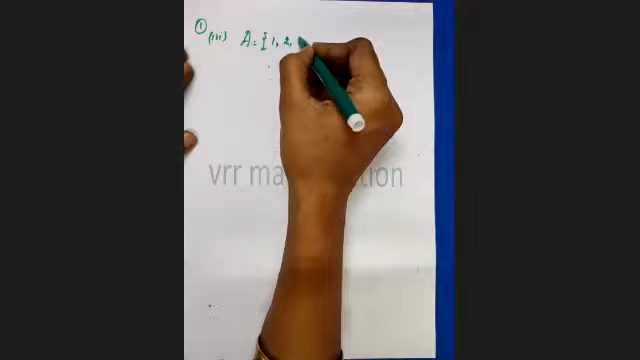 ①
(iii) A = {1, 2,
vrr ma tion